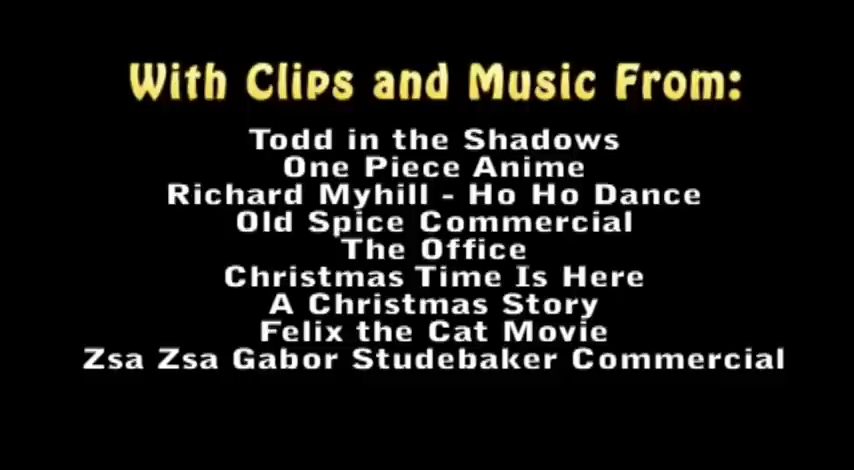 With Clips and Music From:
Todd in the Shadows
One Piece Anime
Richard Myhill - Ho Ho Dance
Old Spice Commercial
The Office
Christmas Time Is Here
A Christmas Story
Felix the Cat Movie
Zsa Zsa Gabor Studebaker Commercial